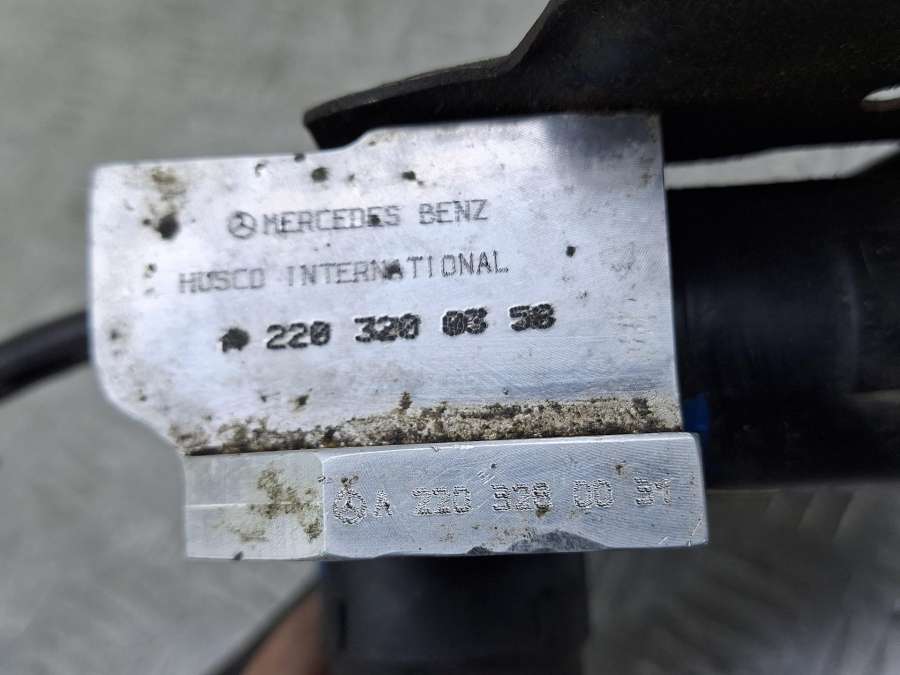 MERCEDES BENZ
HUSCO INTERNATIONAL
A 220 320 03 58
A 220 328 00 31